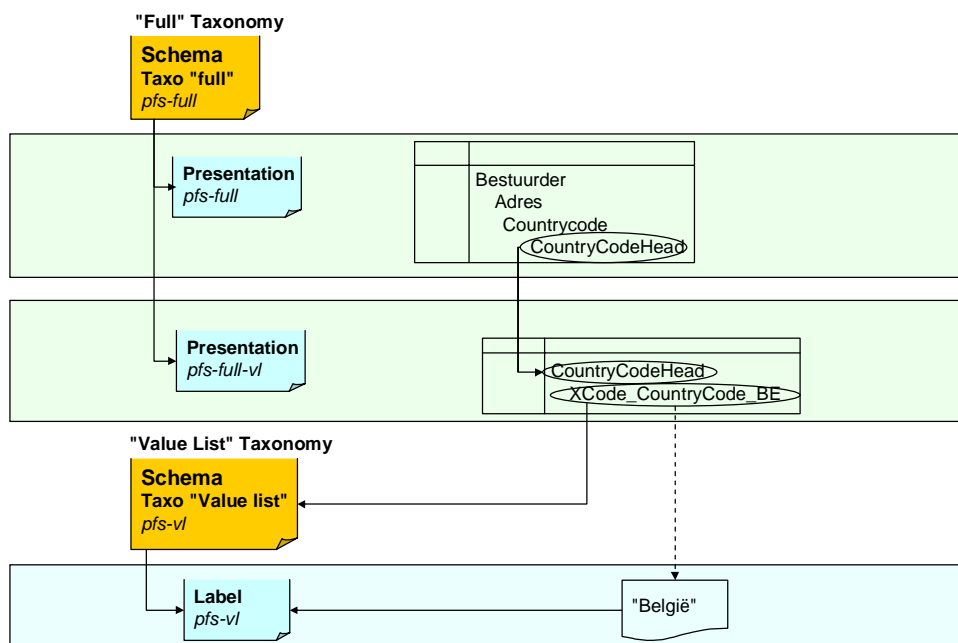 "Full" Taxonomy
Schema
Taxo "full"
pfs-full
Presentation
pfs-full
Bestuurder
Adres
Countrycode
CountryCodeHead
Presentation
pfs-full-vl
CountryCodeHead
XCode_CountryCode_BE
"Value List" Taxonomy
Schema
Taxo "Value list"
pfs-vl
Label
pfs-vl
"België"